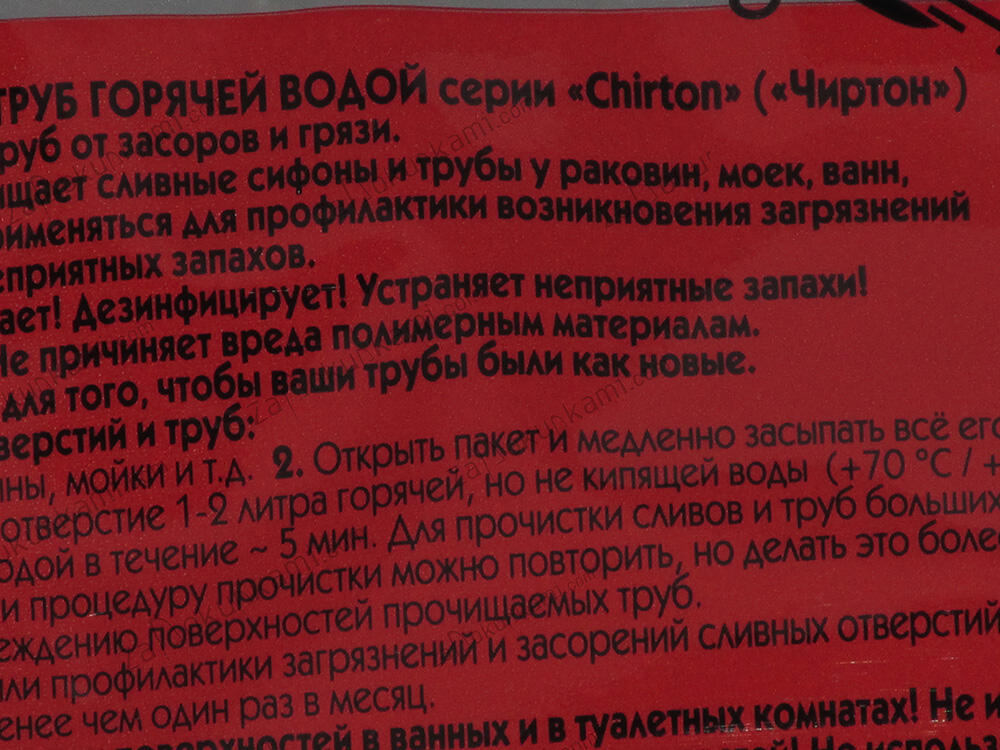 ТРУБ ГОРЯЧЕЙ ВОДОЙ серии «Chirton» («Чиртон»)
руб от засоров и грязи.
ищает сливные сифоны и трубы у раковин, моек, ванн,
рименяться для профилактики возникновения загрязнений
еприятных запахов.
ает! Дезинфицирует! Устраняет неприятные запахи!
Не причиняет вреда полимерным материалам.
для того, чтобы ваши трубы были как новые.
верстий и труб:
ны, мойки и т.д. 2. Открыть пакет и медленно засыпать всё его
отверстие 1-2 литра горячей, но не кипящей воды (+70 °C / +
одой в течение ~ 5 мин. Для прочистки сливов и труб больших
и процедуру прочистки можно повторить, но делать это более
еждению поверхностей прочищаемых труб.
ли профилактики загрязнений и засорений сливных отверстий
енее чем один раз в месяц.
поверхностей в ванных и в туалетных комнатах! Не и